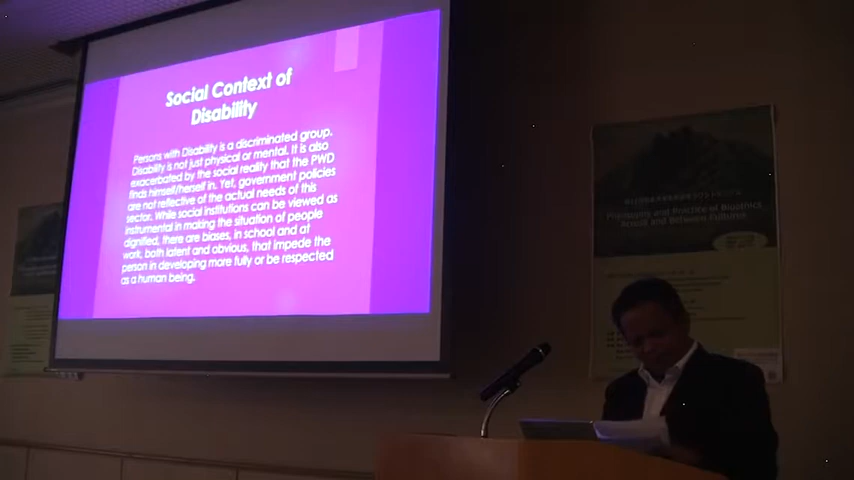 Social Context of
Disability
Persons with Disability is a discriminated group.
Disability is not just physical or mental. It is also
exacerbated by the social reality that the PWD
finds himself/herself in. Yet, government policies
are not reflective of the actual needs of this
sector. While social institutions can be viewed as
instrumental in making the situation of people
dignified, there are biases, in school and at
work, both latent and obvious, that impede the
person in developing more fully or be respected
as a human being.
Philosophy and Practice of Bioethics
Across and Between Cultures